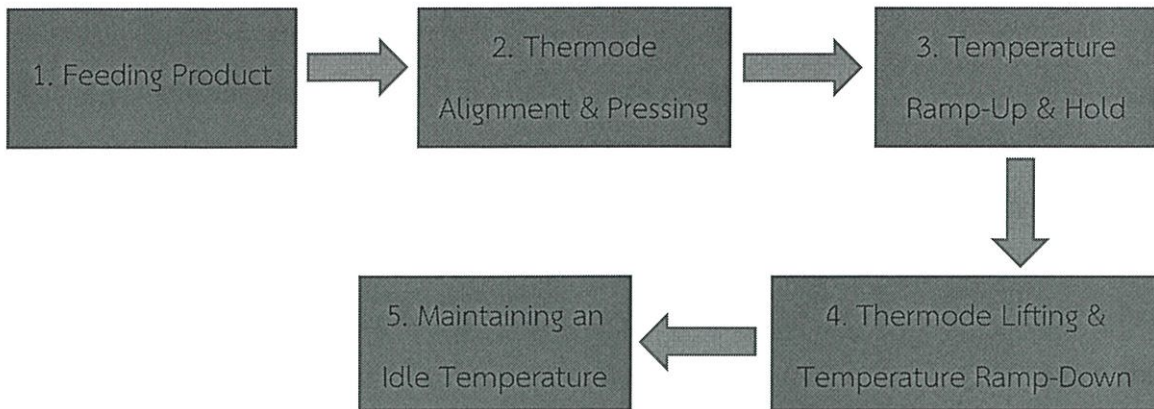 1. Feeding Product
2. Thermode
Alignment & Pressing
3. Temperature
Ramp-Up & Hold
4. Thermode Lifting &
Temperature Ramp-Down
5. Maintaining an
Idle Temperature